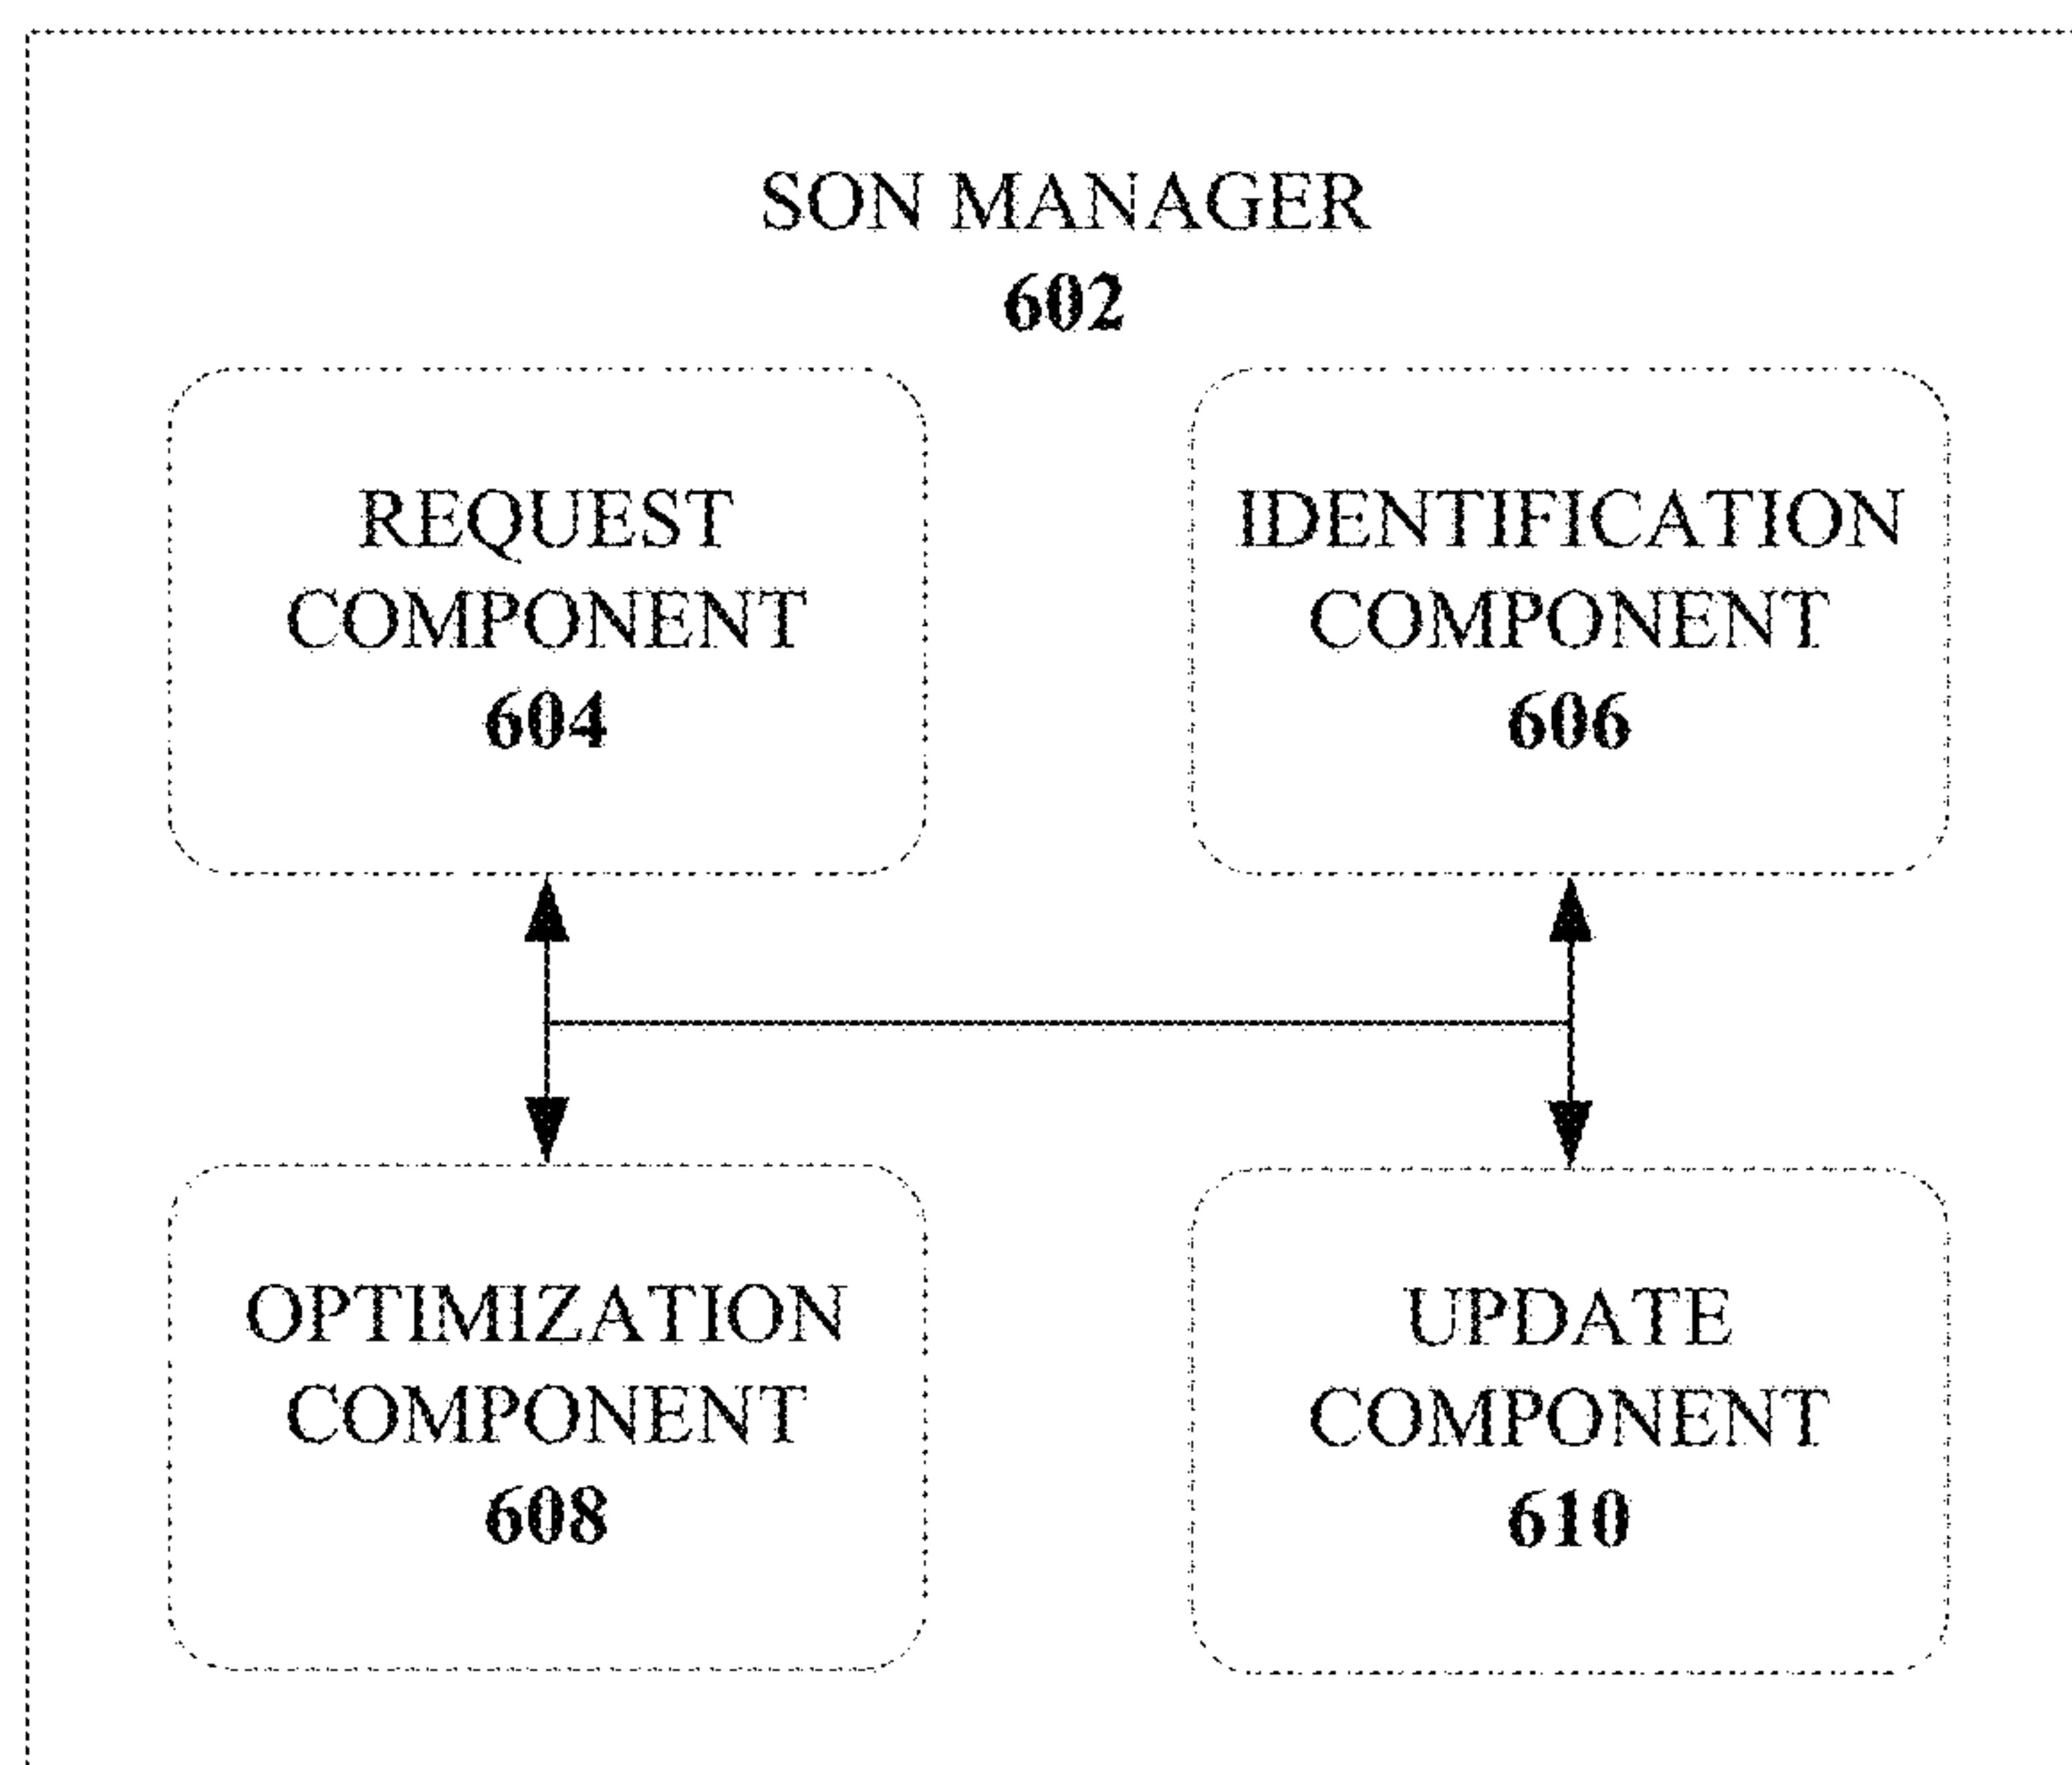 SON MANAGER
602
REQUEST
COMPONENT
604
IDENTIFICATION
COMPONENT
606
OPTIMIZATION
COMPONENT
608
UPDATE
COMPONENT
610